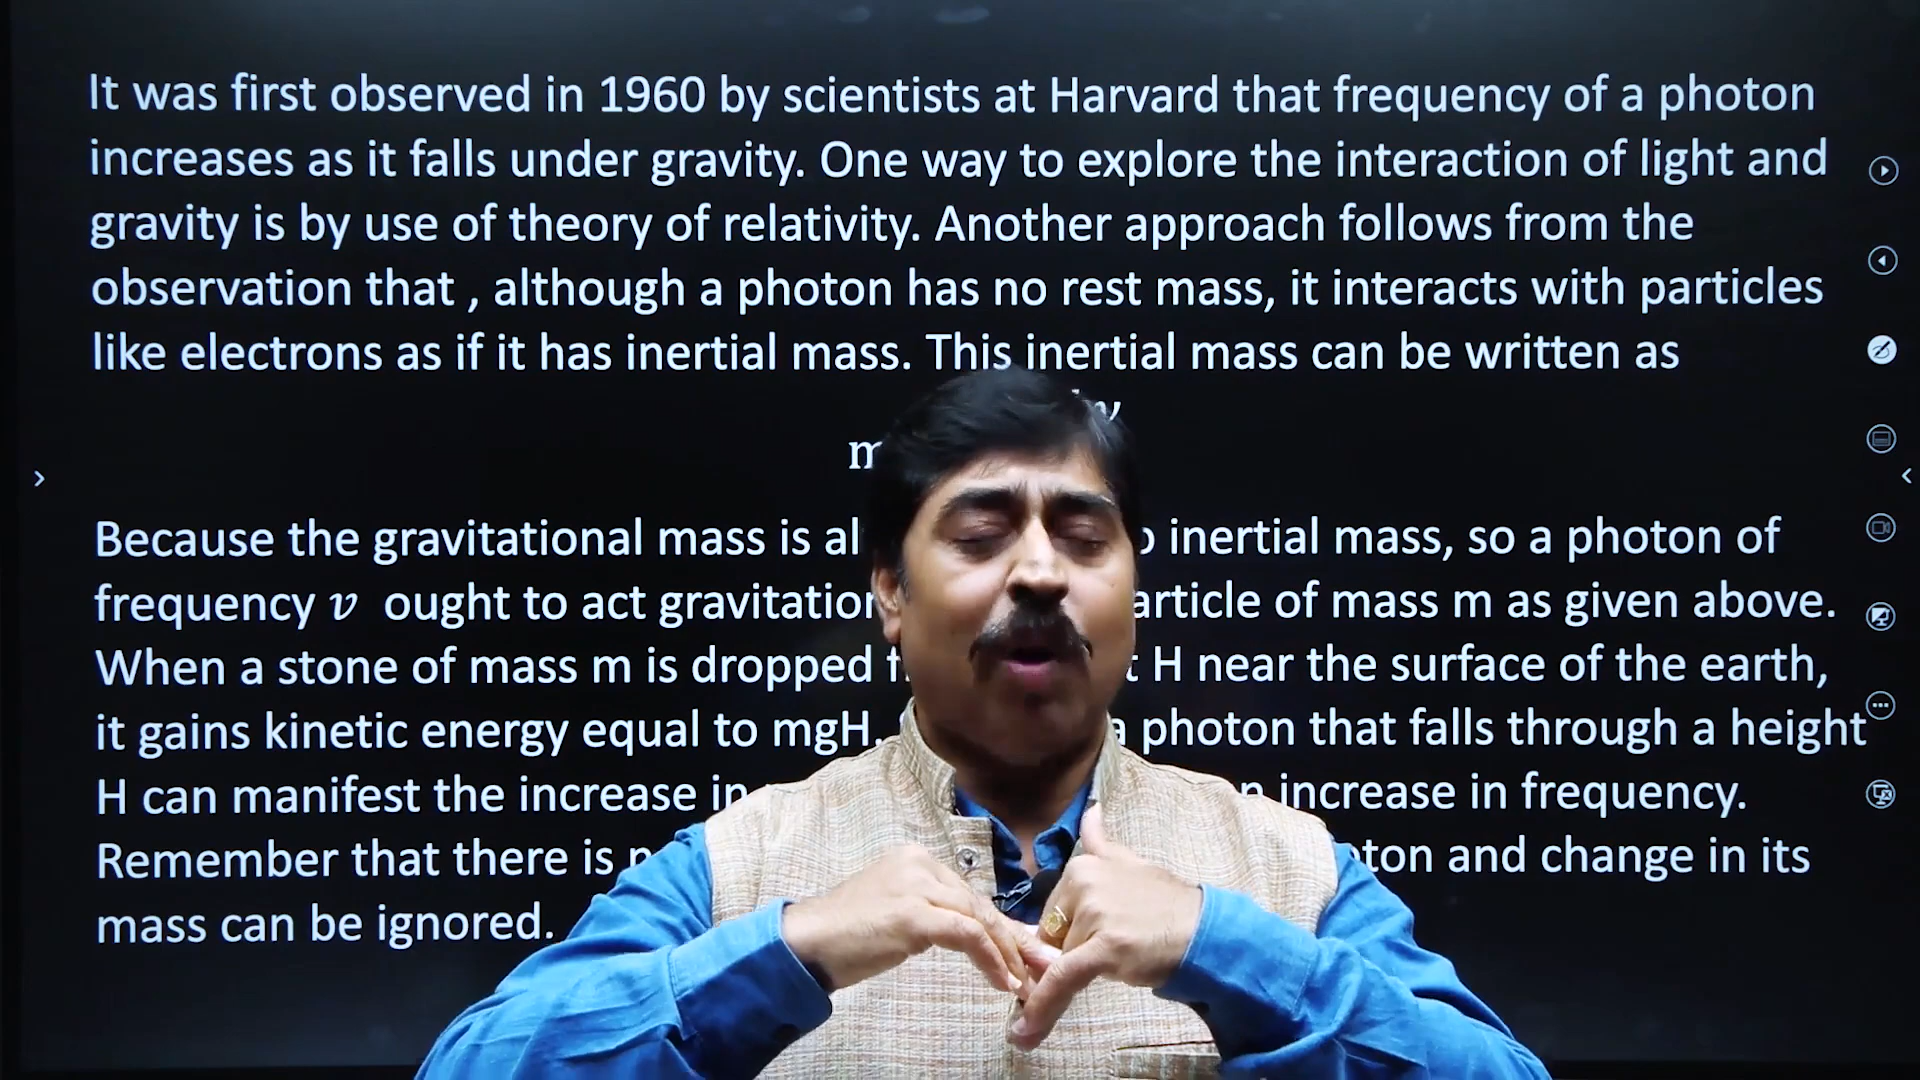 It was first observed in 1960 by scientists at Harvard that frequency of a photon
increases as it falls under gravity. One way to explore the interaction of light and
gravity is by use of theory of relativity. Another approach follows from the
observation that , although a photon has no rest mass, it interacts with particles
like electrons as if it has inertial mass. This inertial mass can be written as
m
Because the gravitational mass is inertial mass, so a photon of
frequency ν ought to act of mass m as given above.
When a stone of mass m is dropped H near the surface of the earth,
it gains kinetic energy equal to mgH. a photon that falls through a height
H can manifest the increase in increase in frequency.
Remember that there is and change in its
mass can be ignored.